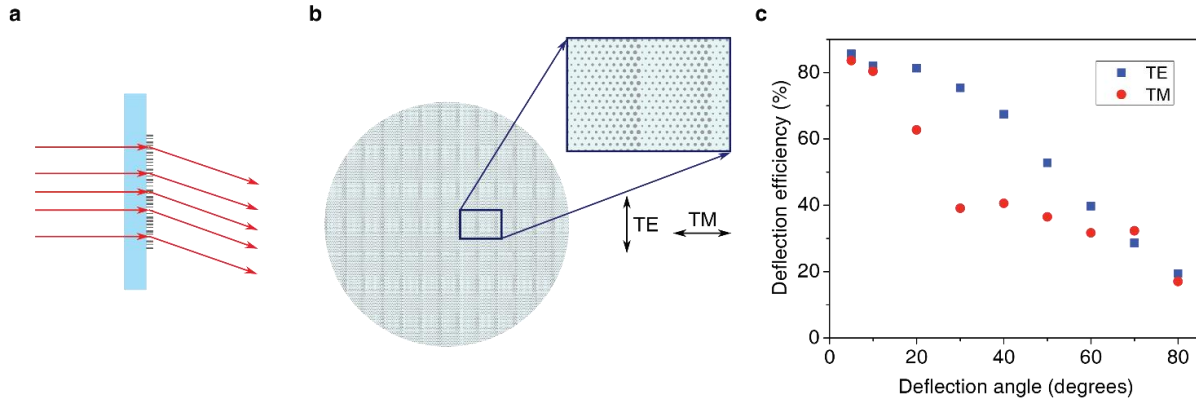 a
b
c
TE
TM
Deflection efficiency (%)
80
60
40
20
0
TE
TM
0
20
40
60
80
Deflection angle (degrees)